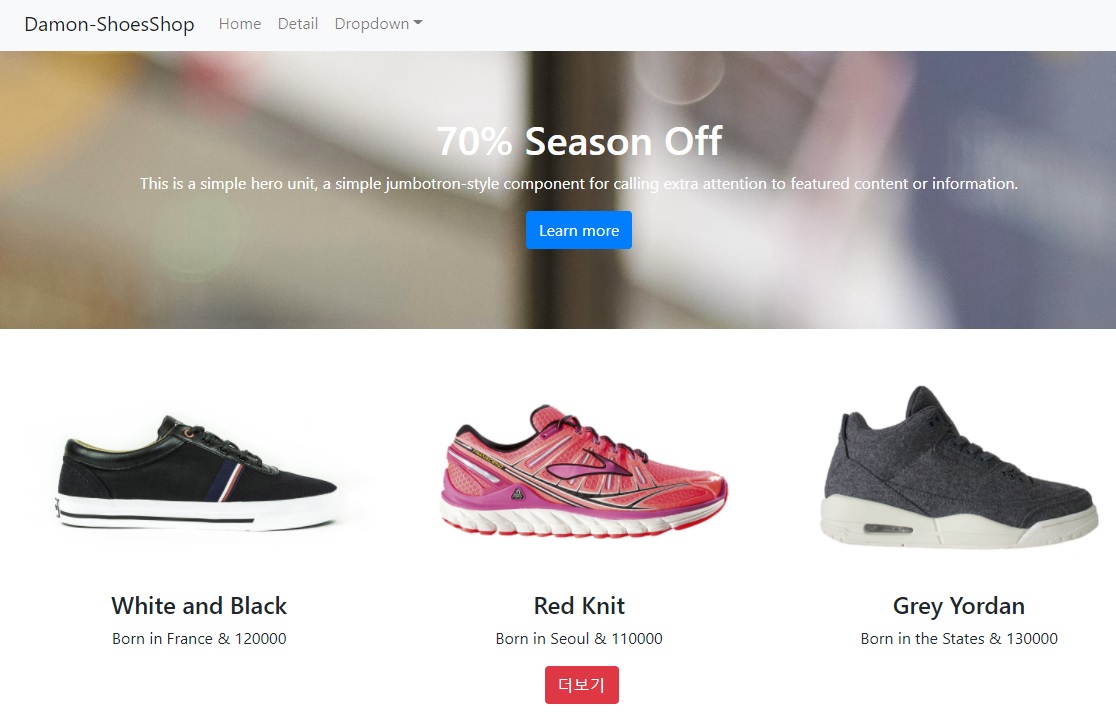 Damon-ShoesShop Home Detail Dropdown
70% Season Off
This is a simple hero unit, a simple jumbotron-style component for calling extra attention to featured content or information.
Learn more
White and Black
Born in France & 120000
Red Knit
Born in Seoul & 110000
Grey Yordan
Born in the States & 130000
더보기